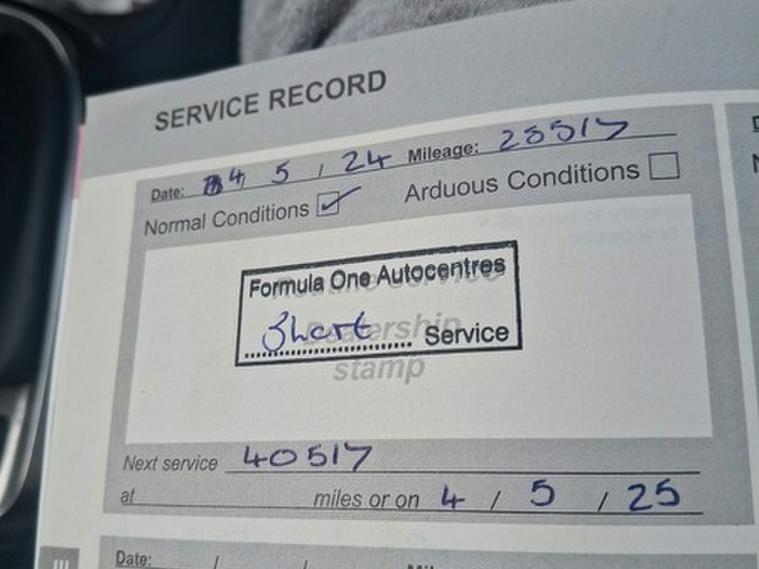 SERVICE RECORD
Date: 4 / 5 / 24 Mileage: 28517
Normal Conditions ✓ Arduous Conditions
Formula One Autocentres
Short Service
Dealership
stamp
Next service 40517
at miles or on 4 / 5 / 25
Date: / /